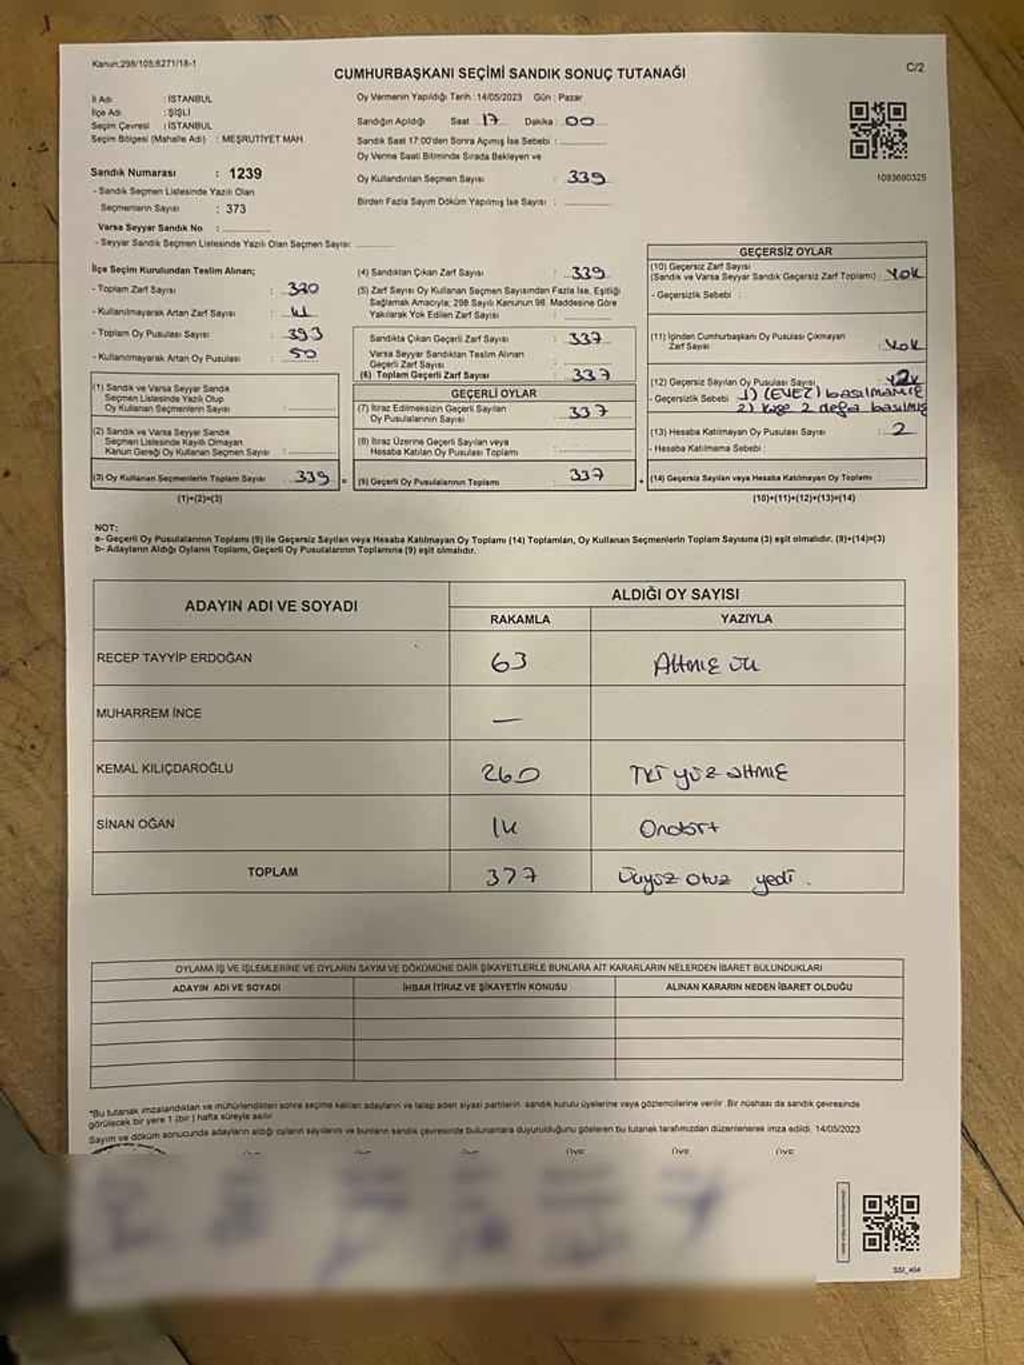 Kanun:298/105;6271/18-1
CUMHURBAŞKANI SEÇİMİ SANDIK SONUÇ TUTANAĞI
C/2
İl Adı : İSTANBUL
İlçe Adı : ŞİŞLİ
Seçim Çevresi : İSTANBUL
Seçim Bölgesi (Mahalle Adı) : MEŞRUTİYET MAH
Sandık Numarası : 1239
- Sandık Seçmen Listesinde Yazılı Olan
Seçmenlerin Sayısı : 373
Varsa Seyyar Sandık No :
- Seyyar Sandık Seçmen Listesinde Yazılı Olan Seçmen Sayısı:
Oy Vermenin Yapıldığı Tarih :14/05/2023 Gün : Pazar
Sandığın Açıldığı Saat 17 Dakika : 00
Sandık Saat 17:00'den Sonra Açımış İse Sebebi :
Oy Verme Saati Bitiminde Sırada Bekleyen ve
Oy Kullandırılan Seçmen Sayısı : 339
Birden Fazla Sayım Döküm Yapılmış İse Sayısı :
1093690325
İlçe Seçim Kurulundan Teslim Alınan;
- Toplam Zarf Sayısı :
- Kullanılmayarak Artan Zarf Sayısı :
- Toplam Oy Pusulası Sayısı : 393
- Kullanılmayarak Artan Oy Pusulası : 50
(1) Sandık ve Varsa Seyyar Sandık
Seçmen Listesinde Yazılı Olup
Oy Kullanan Seçmenlerin Sayısı :
(2) Sandık ve Varsa Seyyar Sandık
Seçmen Listesinde Kayılı Olmayan
Kanun Gereği Oy Kullanan Seçmen Sayısı :
(3) Oy Kullanan Seçmenlerin Toplam Sayısı 339
(1)+(2)=(3)
(4) Sandıktan Çıkan Zarf Sayısı : 339
(5) Zarf Sayısı Oy Kullanan Seçmen Sayısından Fazla İse, Eşitliği
Sağlamak Amacıyla; 298 Sayılı Kanunun 98. Maddesine Göre
Yakılarak Yok Edilen Zarf Sayısı :
Sandıkta Çıkan Geçerli Zarf Sayısı : 337
Varsa Seyyar Sandıktan Teslim Alınan
Geçerli Zarf Sayısı :
(6) Toplam Geçerli Zarf Sayısı 337
GEÇERLİ OYLAR
(7) İtiraz Edilmeksizin Geçerli Sayılan
Oy Pusulalarının Sayısı : 337
(8) İtiraz Üzerine Geçerli Sayılan veya
Hesaba Katılan Oy Pusulası Toplamı :
= (9) Geçerli Oy Pusulalarının Toplamı 337
GEÇERSİZ OYLAR
(10) Geçersiz Zarf Sayısı
(Sandık ve Varsa Seyyar Sandık Geçersiz Zarf Toplamı) : Yok
- Geçersizlik Sebebi :
(11) İçinden Cumhurbaşkanı Oy Pusulası Çıkmayan
Zarf Sayısı : Yok
(12) Geçersiz Sayılan Oy Pusulası Sayısı
- Geçersizlik Sebebi 1) (EVET) basılmamış
2) Kaşe 2 defa basılmış
(13) Hesaba Katılmayan Oy Pusulası Sayısı : 2
- Hesaba Katılmama Sebebi :
+ (14) Geçersiz Sayılan veya Hesaba Katılmayan Oy Toplamı
(10)+(11)+(12)+(13)=(14)
NOT:
a- Geçerli Oy Pusulalarının Toplamı (9) ile Geçersiz Sayılan veya Hesaba Katılmayan Oy Toplamı (14) Toplamları, Oy Kullanan Seçmenlerin Toplam Sayısına (3) eşit olmalıdır. (9)+(14)=(3)
b- Adayların Aldığı Oyların Toplamı, Geçerli Oy Pusulalarının Toplamına (9) eşit olmalıdır.
ADAYIN ADI VE SOYADI ALDIĞI OY SAYISI
RAKAMLA YAZIYLA
RECEP TAYYİP ERDOĞAN 63 Altmış üç
MUHARREM İNCE —
KEMAL KILIÇDAROĞLU 260 İki yüz altmış
SİNAN OĞAN 14 Ondört
TOPLAM 337 Üçyüz otuz yedi.
OYLAMA İŞ VE İŞLEMLERİNE VE OYLARIN SAYIM VE DÖKÜMÜNE DAİR ŞİKAYETLERLE BUNLARA AİT KARARLARIN NELERDEN İBARET BULUNDUKLARI
ADAYIN ADI VE SOYADI İHBAR İTİRAZ VE ŞİKAYETİN KONUSU ALINAN KARARIN NEDEN İBARET OLDUĞU
*Bu tutanak imzalandıktan ve mühürlendikten sonra seçime katılan adayların ve talep eden siyasi partilerin, sandık kurulu üyelerine veya gözlemcilerine verilir. Bir nüshası da sandık çevresinde
görülecek bir yere 1 (bir) hafta süreyle asılır.
Sayım ve döküm sonucunda adayların aldığı oyların sayılarını ve bunların sandık çevresinde bulunanlara duyurulduğunu gösteren bu tutanak tarafımızdan düzenlenerek imza edildi. 14/05/2023
ÜYE ÜYE ÜYE